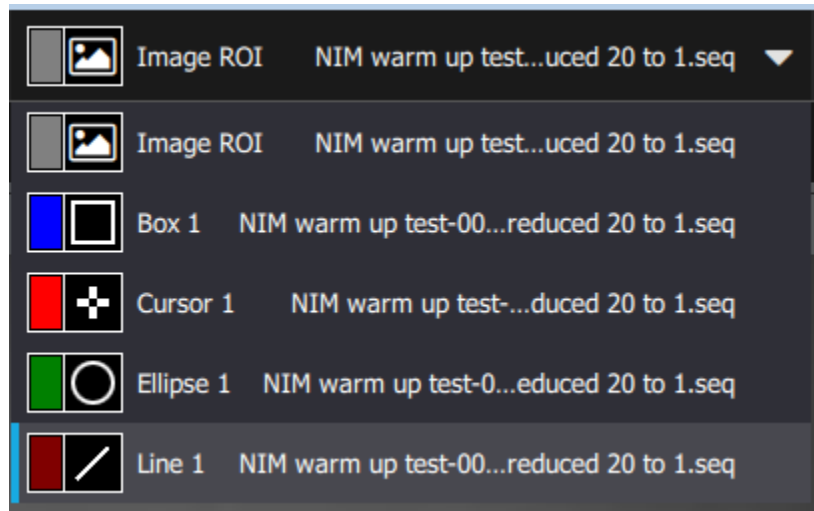 Image ROI NIM warm up test...uced 20 to 1.seq
Image ROI NIM warm up test...uced 20 to 1.seq
Box 1 NIM warm up test-00...reduced 20 to 1.seq
Cursor 1 NIM warm up test-...duced 20 to 1.seq
Ellipse 1 NIM warm up test-0...educed 20 to 1.seq
Line 1 NIM warm up test-00...reduced 20 to 1.seq